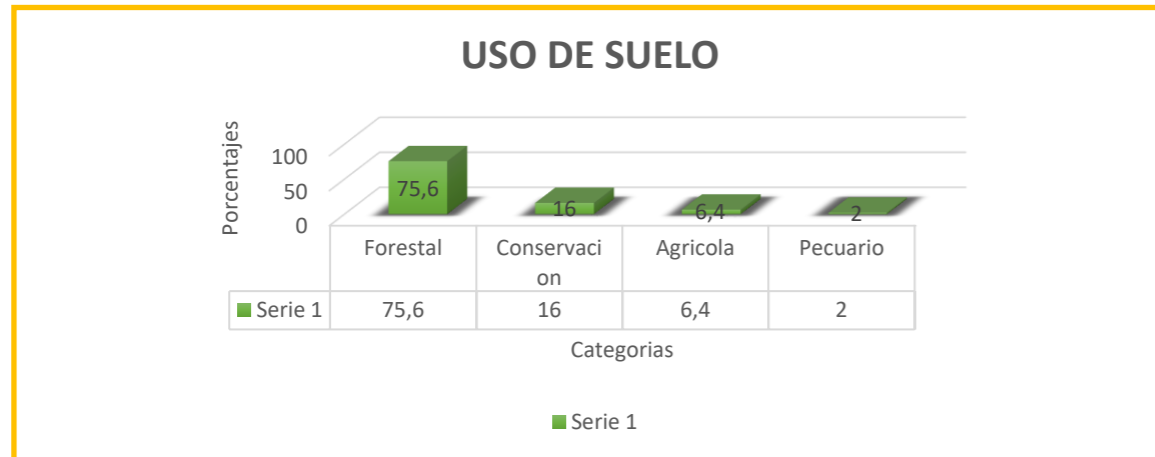 USO DE SUELO
Porcentajes
100
50
0
75,6
16
6,4
2
Forestal
Conservaci
on
Agricola
Pecuario
Serie 1
75,6
16
6,4
2
Categorias
Serie 1